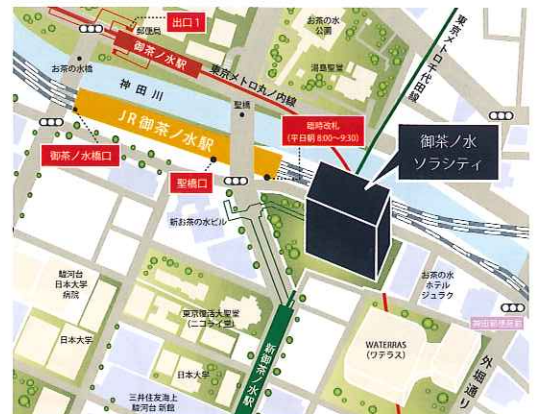 出口1
郵便局
御茶ノ水駅
お茶の水
公園
湯島聖堂
東京メトロ千代田線
東京メトロ丸ノ内線
お茶の水橋
神田川
聖橋
JR御茶ノ水駅
臨時改札
(平日朝 8:00〜9:30)
御茶ノ水
ソラシティ
御茶ノ水橋口
聖橋口
新お茶の水ビル
駿河台
日本大学
病院
お茶の水
ホテル
ジュラク
東京復活大聖堂
(ニコライ堂)
日本大学
日本大学
新御茶ノ水駅
WATERRAS
(ワテラス)
外堀通り
三井住友海上
駿河台 新館